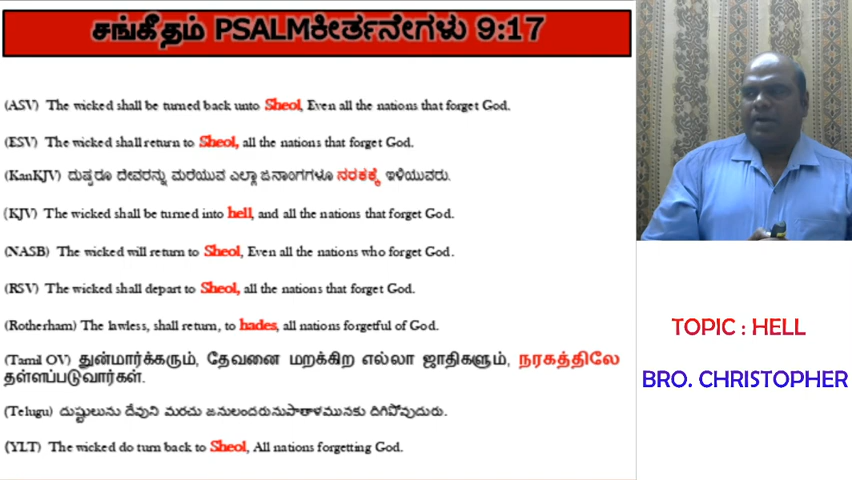 சங்கீதம் PSALMಕೀರ್ತನೆಗಳು 9:17
(ASV) The wicked shall be turned back unto Sheol, Even all the nations that forget God.
(ESV) The wicked shall return to Sheol, all the nations that forget God.
(KanKJV) ದುಷ್ಟರೂ ದೇವರನ್ನು ಮರೆಯುವ ಎಲ್ಲಾ ಜನಾಂಗಗಳೂ ನರಕಕ್ಕೆ ಇಳಿಯುವರು.
(KJV) The wicked shall be turned into hell, and all the nations that forget God.
(NASB) The wicked will return to Sheol, Even all the nations who forget God.
(RSV) The wicked shall depart to Sheol, all the nations that forget God.
(Rotherham) The lawless, shall return, to hades, all nations forgetful of God.
(Tamil OV) துன்மார்க்கரும், தேவனை மறக்கிற எல்லா ஜாதிகளும், நரகத்திலே
தள்ளப்படுவார்கள்.
(Telugu) దుష్టులును దేవుని మరచు జనులందరునుపాతాళమునకు దిగిపోవుదురు.
(YLT) The wicked do turn back to Sheol, All nations forgetting God.
TOPIC : HELL
BRO. CHRISTOPHER